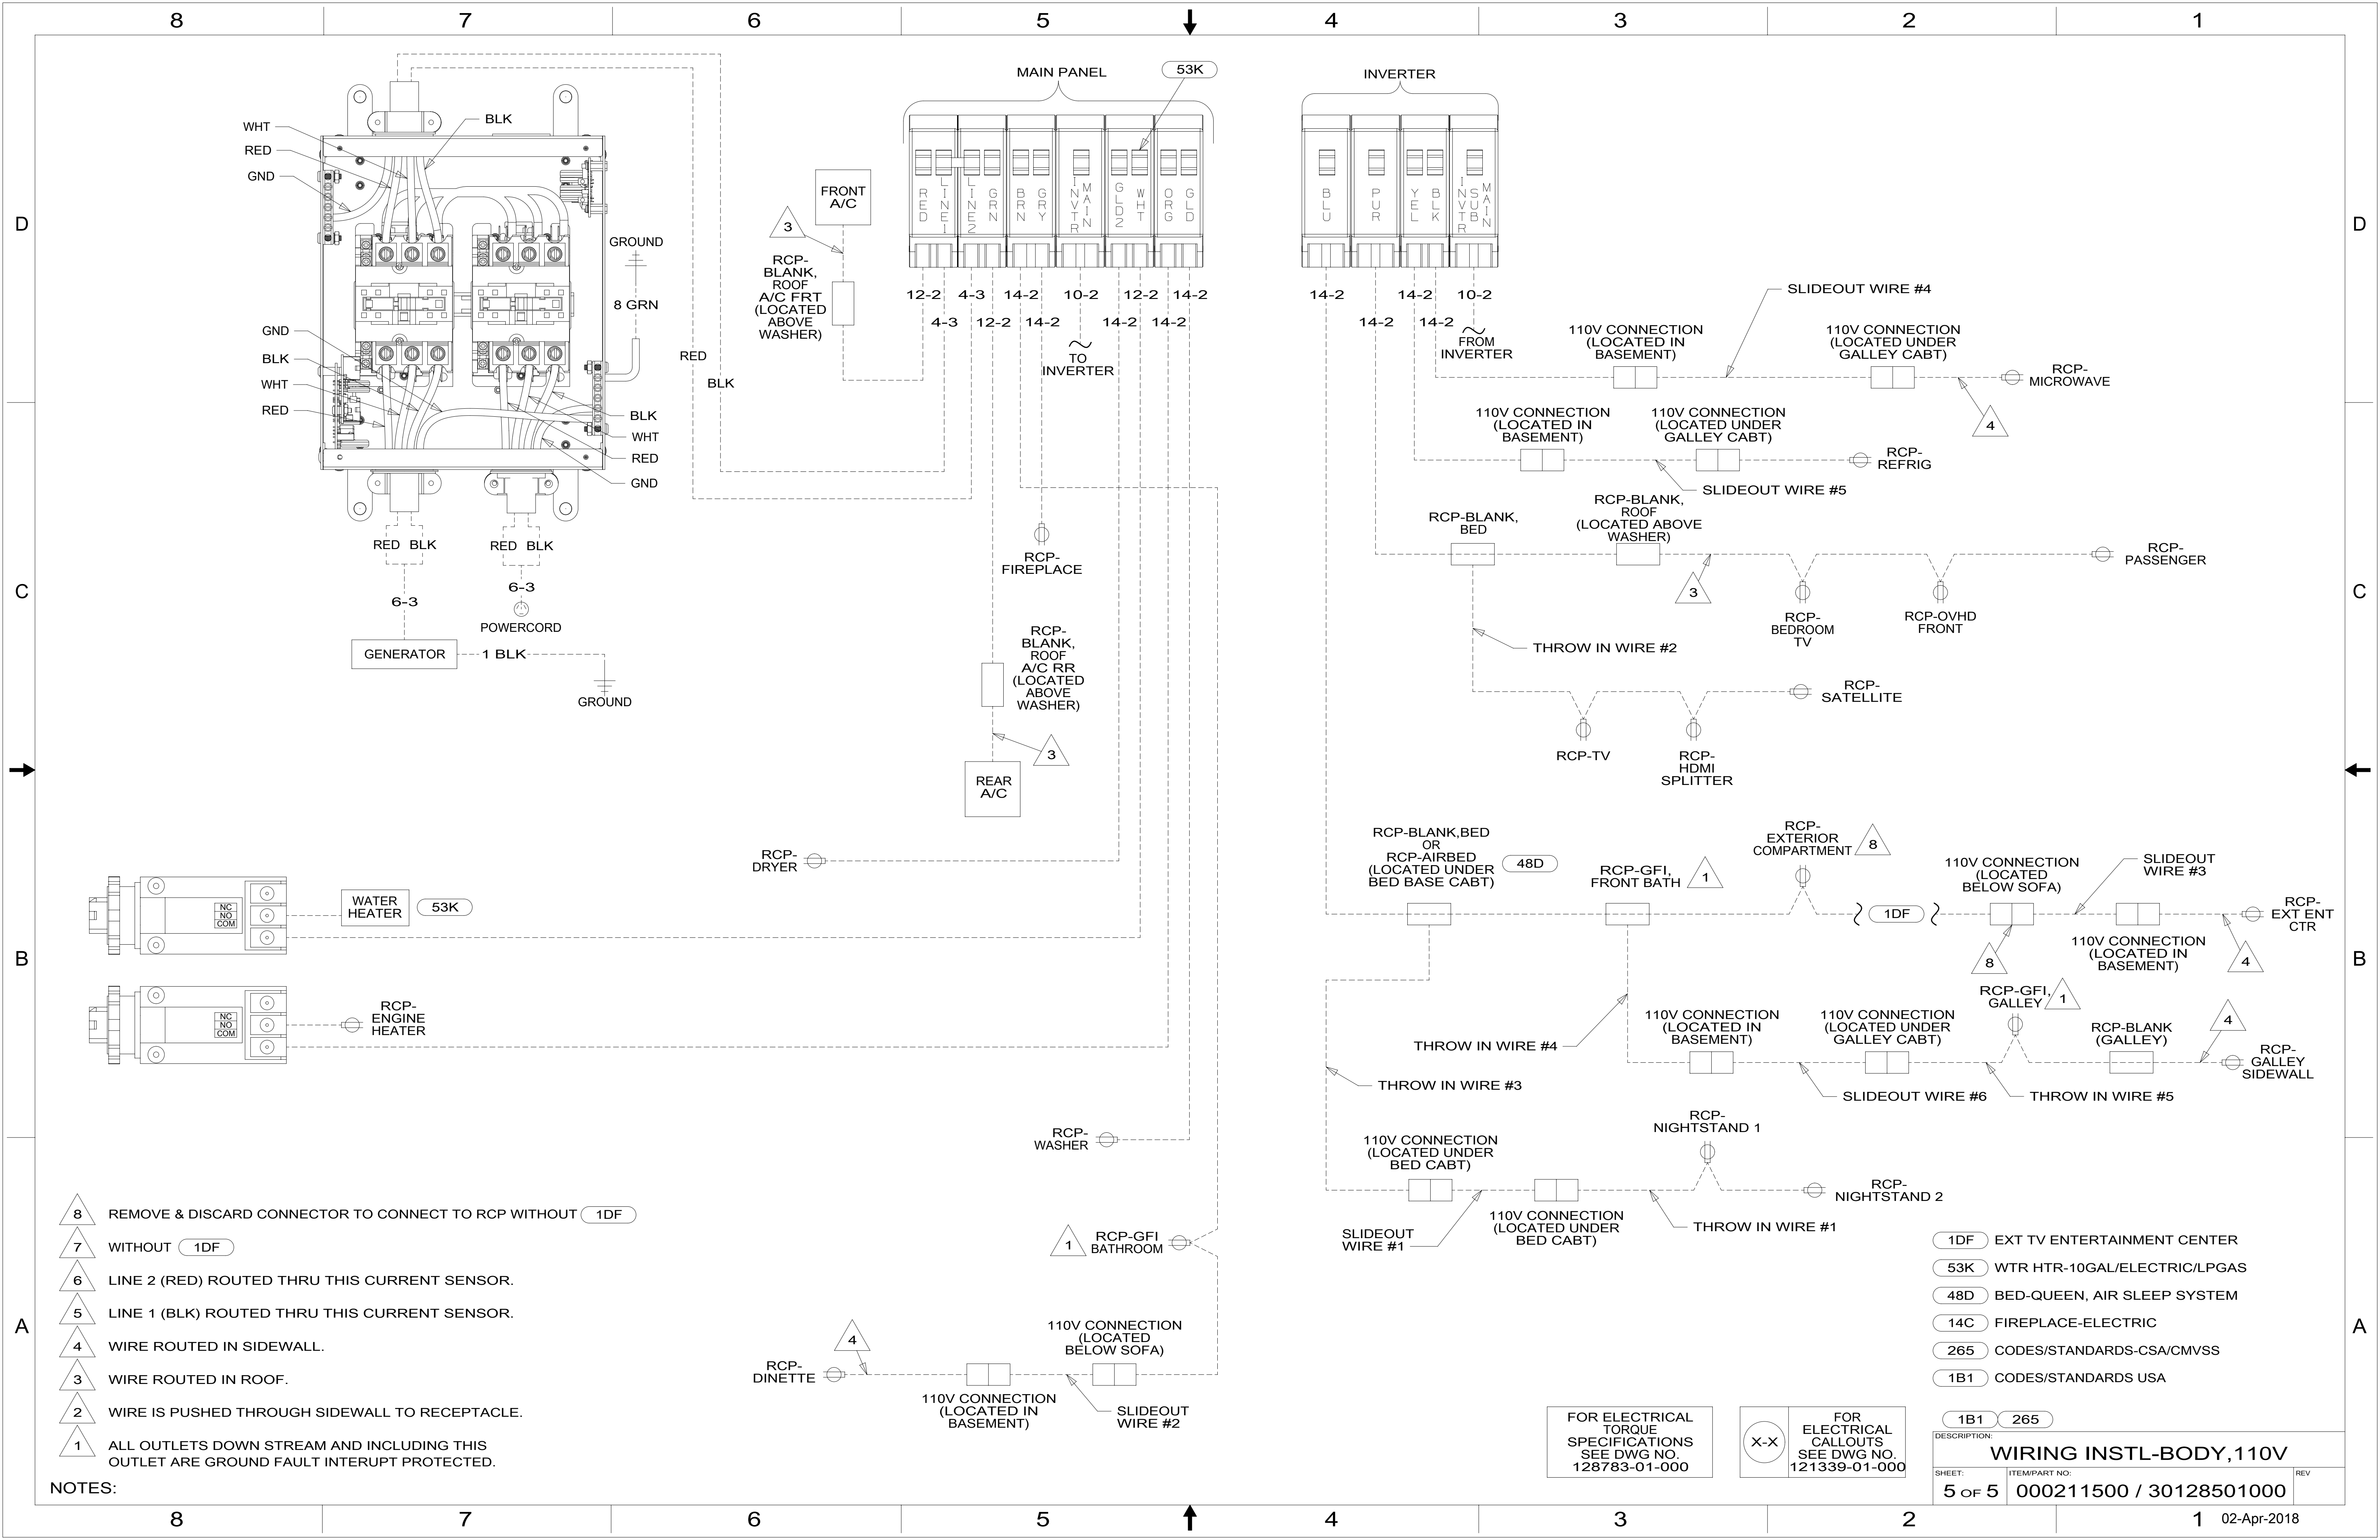 8 7 6 5 4 3 2 1
D
C
B
A
D
C
B
A
WHT
RED
GND
BLK
GROUND
8 GRN
GND
BLK
WHT
RED
BLK
WHT
RED
GND
RED BLK
RED BLK
6-3
6-3
POWERCORD
GENERATOR
1 BLK
GROUND
RED
BLK
FRONT
A/C
3
RCP-
BLANK,
ROOF
A/C FRT
(LOCATED
ABOVE
WASHER)
MAIN PANEL
53K
RED
LINE1
LINE2
GRN
BRN
GRY
INVTR
MAIN
GLD2
WHT
ORG
GLD
12-2 4-3 14-2 10-2 12-2 14-2
4-3 12-2 14-2 14-2 14-2
TO
INVERTER
RCP-
FIREPLACE
RCP-
BLANK,
ROOF
A/C RR
(LOCATED
ABOVE
WASHER)
3
REAR
A/C
RCP-
DRYER
NC
NO
COM
WATER
HEATER
53K
NC
NO
COM
RCP-
ENGINE
HEATER
RCP-
WASHER
1
RCP-GFI
BATHROOM
4
RCP-
DINETTE
110V CONNECTION
(LOCATED
BELOW SOFA)
110V CONNECTION
(LOCATED IN
BASEMENT)
SLIDEOUT
WIRE #2
INVERTER
BLU
PUR
YEL
BLK
INVTR
SUB
MAIN
14-2 14-2 10-2
14-2 14-2
FROM
INVERTER
SLIDEOUT WIRE #4
110V CONNECTION
(LOCATED IN
BASEMENT)
110V CONNECTION
(LOCATED UNDER
GALLEY CABT)
RCP-
MICROWAVE
4
110V CONNECTION
(LOCATED IN
BASEMENT)
110V CONNECTION
(LOCATED UNDER
GALLEY CABT)
RCP-
REFRIG
SLIDEOUT WIRE #5
RCP-BLANK,
BED
RCP-BLANK,
ROOF
(LOCATED ABOVE
WASHER)
3
RCP-
BEDROOM
TV
RCP-OVHD
FRONT
RCP-
PASSENGER
THROW IN WIRE #2
RCP-
SATELLITE
RCP-TV
RCP-
HDMI
SPLITTER
RCP-BLANK,BED
OR
RCP-AIRBED
(LOCATED UNDER
BED BASE CABT)
48D
RCP-GFI,
FRONT BATH
1
RCP-
EXTERIOR
COMPARTMENT
8
1DF
110V CONNECTION
(LOCATED
BELOW SOFA)
8
SLIDEOUT
WIRE #3
110V CONNECTION
(LOCATED IN
BASEMENT)
4
RCP-
EXT ENT
CTR
THROW IN WIRE #4
110V CONNECTION
(LOCATED IN
BASEMENT)
110V CONNECTION
(LOCATED UNDER
GALLEY CABT)
RCP-GFI,
GALLEY
1
RCP-BLANK
(GALLEY)
4
RCP-
GALLEY
SIDEWALL
SLIDEOUT WIRE #6
THROW IN WIRE #5
THROW IN WIRE #3
110V CONNECTION
(LOCATED UNDER
BED CABT)
RCP-
NIGHTSTAND 1
RCP-
NIGHTSTAND 2
SLIDEOUT
WIRE #1
110V CONNECTION
(LOCATED UNDER
BED CABT)
THROW IN WIRE #1
8 REMOVE & DISCARD CONNECTOR TO CONNECT TO RCP WITHOUT 1DF
7 WITHOUT 1DF
6 LINE 2 (RED) ROUTED THRU THIS CURRENT SENSOR.
5 LINE 1 (BLK) ROUTED THRU THIS CURRENT SENSOR.
4 WIRE ROUTED IN SIDEWALL.
3 WIRE ROUTED IN ROOF.
2 WIRE IS PUSHED THROUGH SIDEWALL TO RECEPTACLE.
1 ALL OUTLETS DOWN STREAM AND INCLUDING THIS
OUTLET ARE GROUND FAULT INTERUPT PROTECTED.
NOTES:
1DF EXT TV ENTERTAINMENT CENTER
53K WTR HTR-10GAL/ELECTRIC/LPGAS
48D BED-QUEEN, AIR SLEEP SYSTEM
14C FIREPLACE-ELECTRIC
265 CODES/STANDARDS-CSA/CMVSS
1B1 CODES/STANDARDS USA
1B1 265
FOR ELECTRICAL
TORQUE
SPECIFICATIONS
SEE DWG NO.
128783-01-000
X-X
FOR
ELECTRICAL
CALLOUTS
SEE DWG NO.
121339-01-000
DESCRIPTION:
WIRING INSTL-BODY,110V
SHEET:
5 OF 5
ITEM/PART NO:
000211500 / 30128501000
REV
8 7 6 5 4 3 2 1
02-Apr-2018